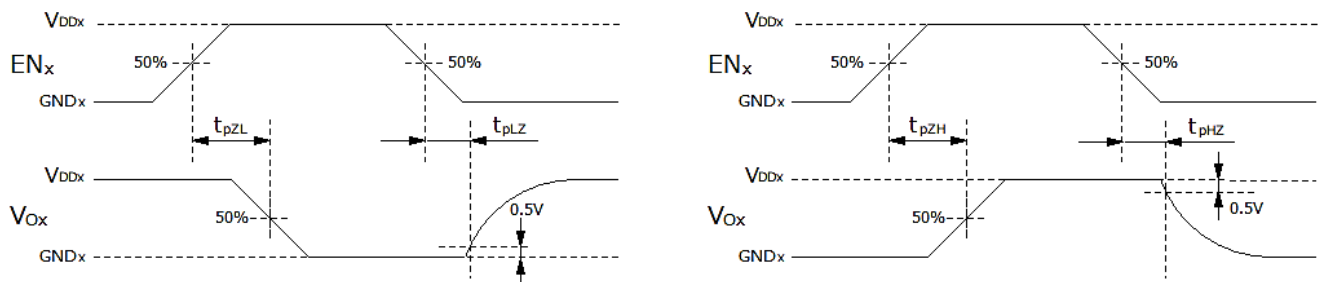 VDDx
ENx
50%
50%
GNDx
tpZL
tpLZ
VDDx
VOx
50%
0.5V
GNDx
VDDx
ENx
50%
50%
GNDx
tpZH
tpHZ
VDDx
VOx
50%
0.5V
GNDx